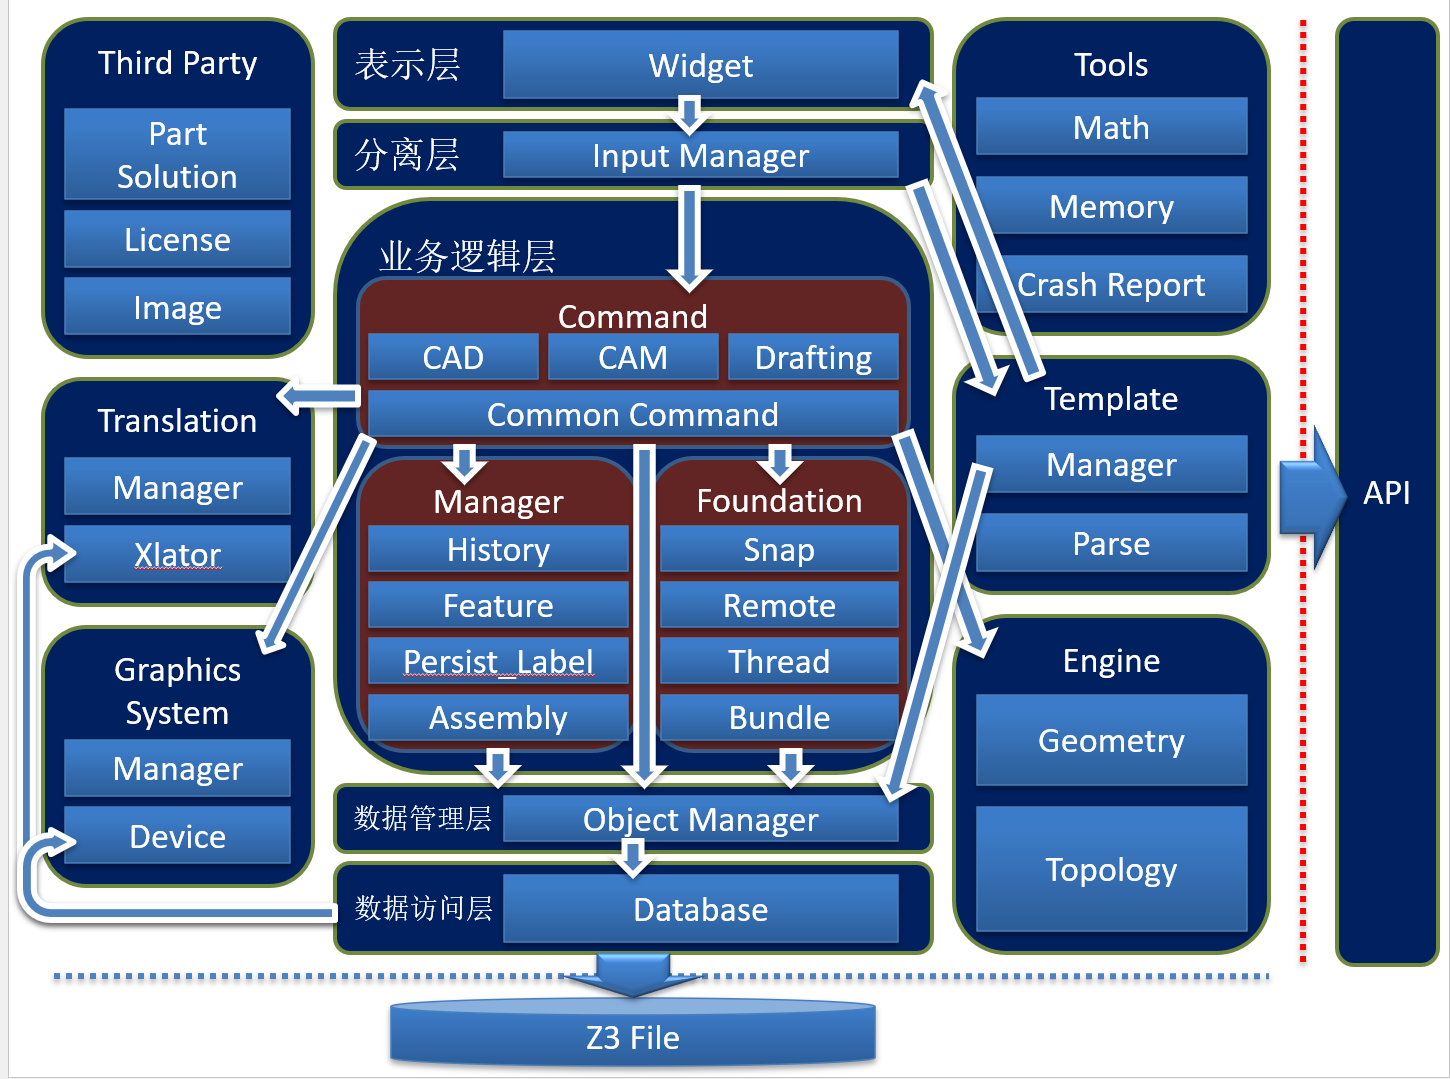 Third Party
Part
Solution
License
Image
Translation
Manager
Xlator
Graphics
System
Manager
Device
表示层
Widget
分离层
Input Manager
业务逻辑层
Command
CAD
CAM
Drafting
Common Command
Manager
History
Feature
Persist_Label
Assembly
Foundation
Snap
Remote
Thread
Bundle
数据管理层
Object Manager
数据访问层
Database
Z3 File
Tools
Math
Memory
Crash Report
Template
Manager
Parse
Engine
Geometry
Topology
API